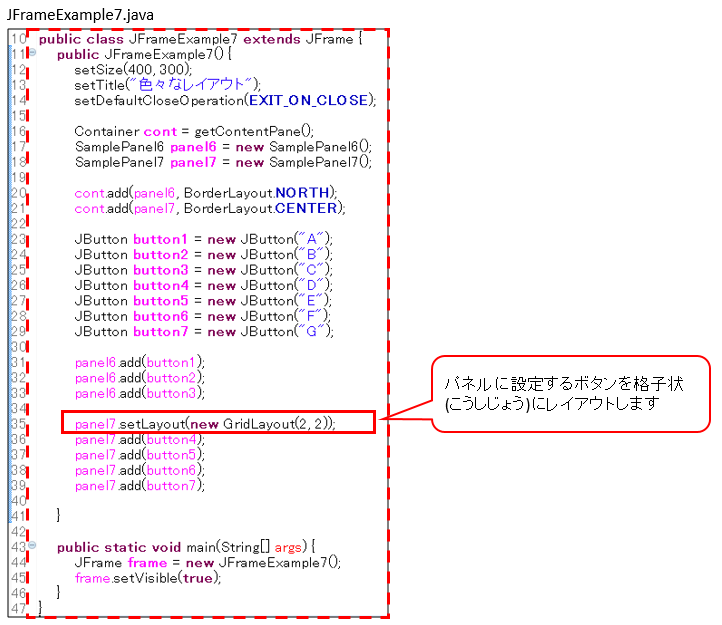 JFrameExample7.java
10 public class JFrameExample7 extends JFrame {
11 public JFrameExample7() {
12 setSize(400, 300);
13 setTitle("色々なレイアウト");
14 setDefaultCloseOperation(EXIT_ON_CLOSE);
15
16 Container cont = getContentPane();
17 SamplePanel6 panel6 = new SamplePanel6();
18 SamplePanel7 panel7 = new SamplePanel7();
19
20 cont.add(panel6, BorderLayout.NORTH);
21 cont.add(panel7, BorderLayout.CENTER);
22
23 JButton button1 = new JButton("A");
24 JButton button2 = new JButton("B");
25 JButton button3 = new JButton("C");
26 JButton button4 = new JButton("D");
27 JButton button5 = new JButton("E");
28 JButton button6 = new JButton("F");
29 JButton button7 = new JButton("G");
30
31 panel6.add(button1);
32 panel6.add(button2);
33 panel6.add(button3);
34
35 panel7.setLayout(new GridLayout(2, 2));
36 panel7.add(button4);
37 panel7.add(button5);
38 panel7.add(button6);
39 panel7.add(button7);
40
41 }
42
43 public static void main(String[] args) {
44 JFrame frame = new JFrameExample7();
45 frame.setVisible(true);
46 }
47 }
パネルに設定するボタンを格子状
(こうしじょう)にレイアウトします